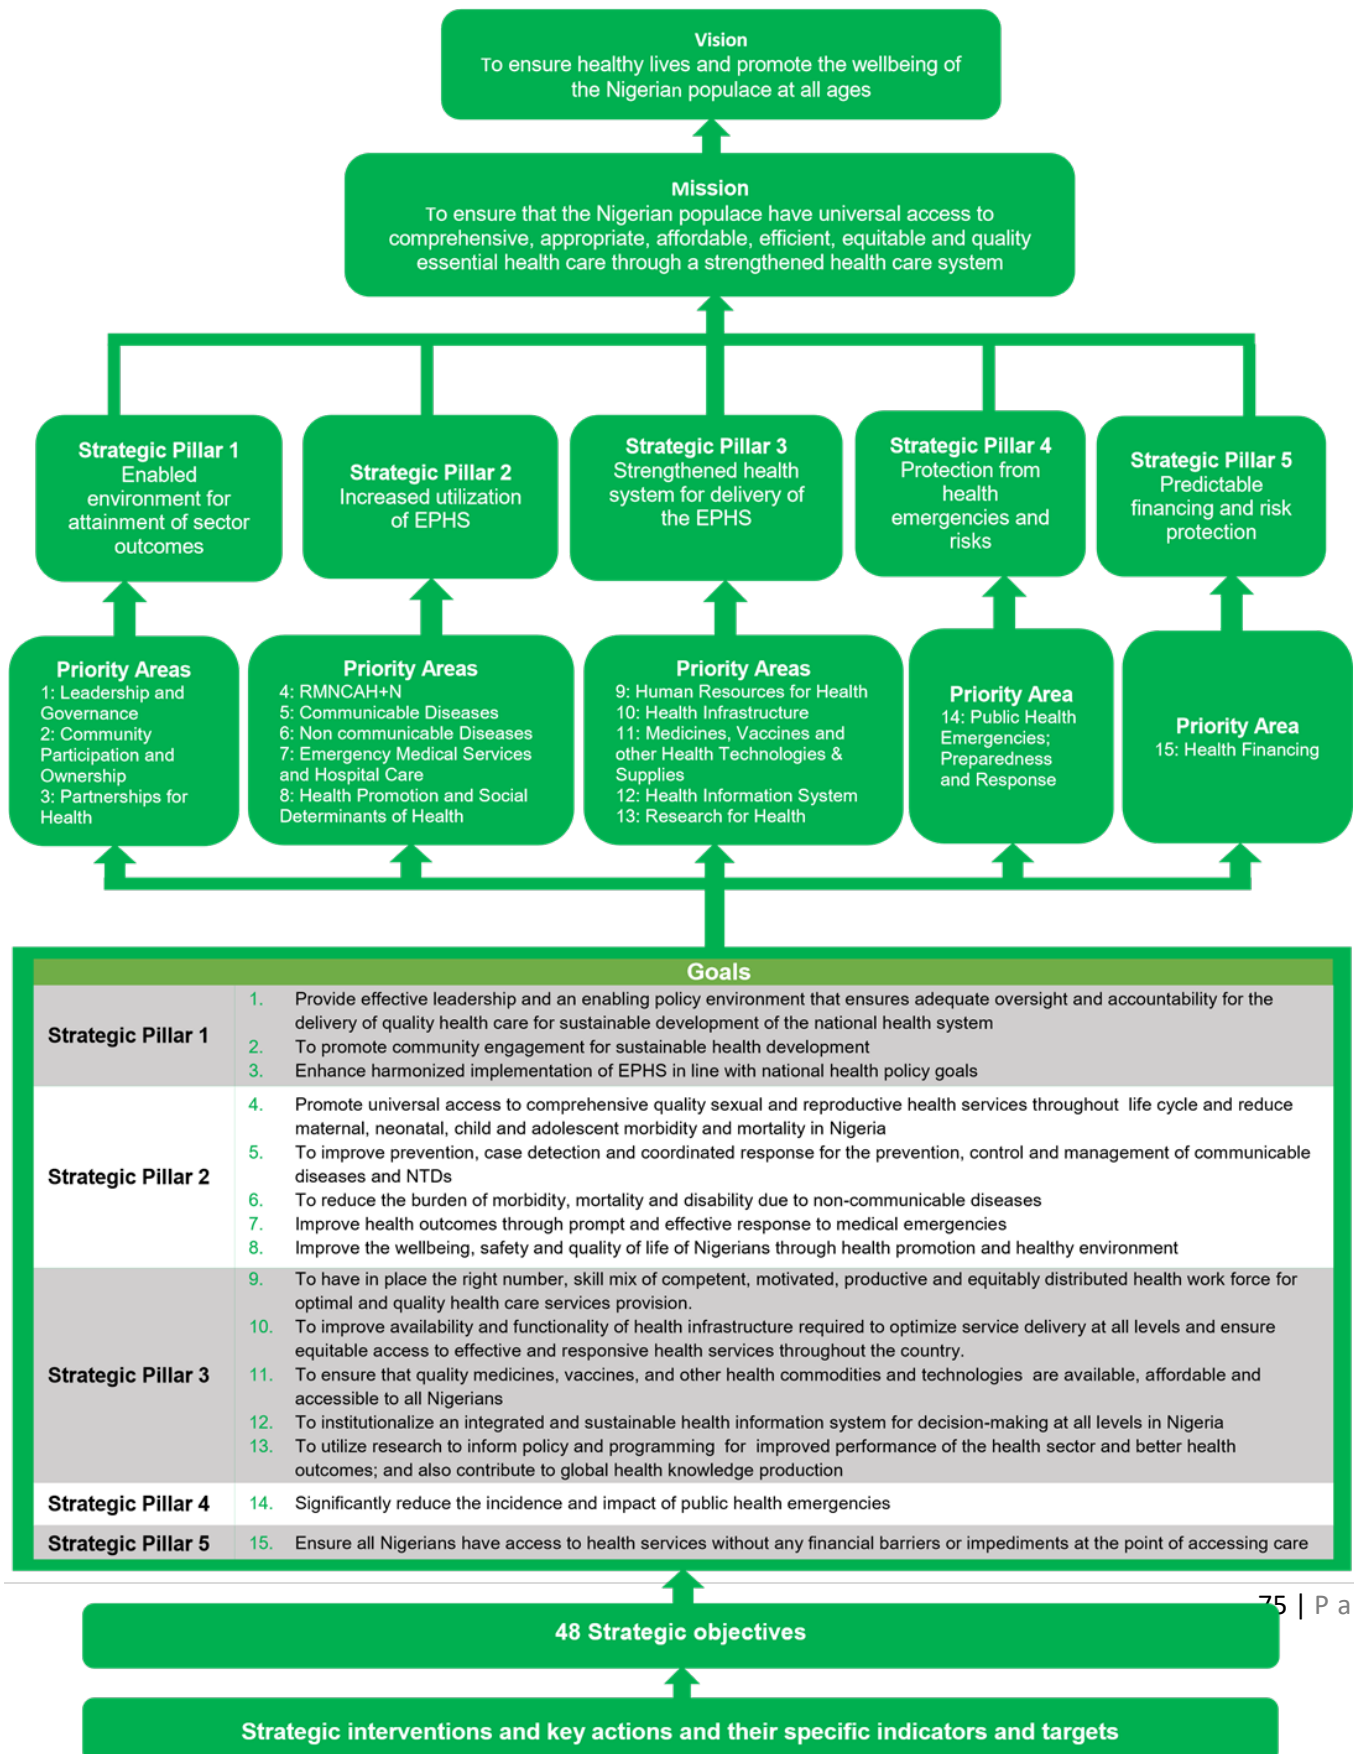 Vision
To ensure healthy lives and promote the wellbeing of
the Nigerian populace at all ages
Mission
To ensure that the Nigerian populace have universal access to
comprehensive, appropriate, affordable, efficient, equitable and quality
essential health care through a strengthened health care system
Strategic Pillar 1
Enabled
environment for
attainment of sector
outcomes
Strategic Pillar 2
Increased utilization
of EPHS
Strategic Pillar 3
Strengthened health
system for delivery of
the EPHS
Strategic Pillar 4
Protection from
health
emergencies and
risks
Strategic Pillar 5
Predictable
financing and risk
protection
Priority Areas
1: Leadership and
Governance
2: Community
Participation and
Ownership
3: Partnerships for
Health
Priority Areas
4: RMNCAH+N
5: Communicable Diseases
6: Non communicable Diseases
7: Emergency Medical Services
and Hospital Care
8: Health Promotion and Social
Determinants of Health
Priority Areas
9: Human Resources for Health
10: Health Infrastructure
11: Medicines, Vaccines and
other Health Technologies &
Supplies
12: Health Information System
13: Research for Health
Priority Area
14: Public Health
Emergencies;
Preparedness
and Response
Priority Area
15: Health Financing
Goals
Strategic Pillar 1
1. Provide effective leadership and an enabling policy environment that ensures adequate oversight and accountability for the
delivery of quality health care for sustainable development of the national health system
2. To promote community engagement for sustainable health development
3. Enhance harmonized implementation of EPHS in line with national health policy goals
Strategic Pillar 2
4. Promote universal access to comprehensive quality sexual and reproductive health services throughout life cycle and reduce
maternal, neonatal, child and adolescent morbidity and mortality in Nigeria
5. To improve prevention, case detection and coordinated response for the prevention, control and management of communicable
diseases and NTDs
6. To reduce the burden of morbidity, mortality and disability due to non-communicable diseases
7. Improve health outcomes through prompt and effective response to medical emergencies
8. Improve the wellbeing, safety and quality of life of Nigerians through health promotion and healthy environment
Strategic Pillar 3
9. To have in place the right number, skill mix of competent, motivated, productive and equitably distributed health work force for
optimal and quality health care services provision.
10. To improve availability and functionality of health infrastructure required to optimize service delivery at all levels and ensure
equitable access to effective and responsive health services throughout the country.
11. To ensure that quality medicines, vaccines, and other health commodities and technologies are available, affordable and
accessible to all Nigerians
12. To institutionalize an integrated and sustainable health information system for decision-making at all levels in Nigeria
13. To utilize research to inform policy and programming for improved performance of the health sector and better health
outcomes; and also contribute to global health knowledge production
Strategic Pillar 4
14. Significantly reduce the incidence and impact of public health emergencies
Strategic Pillar 5
15. Ensure all Nigerians have access to health services without any financial barriers or impediments at the point of accessing care
75 | P a
48 Strategic objectives
Strategic interventions and key actions and their specific indicators and targets